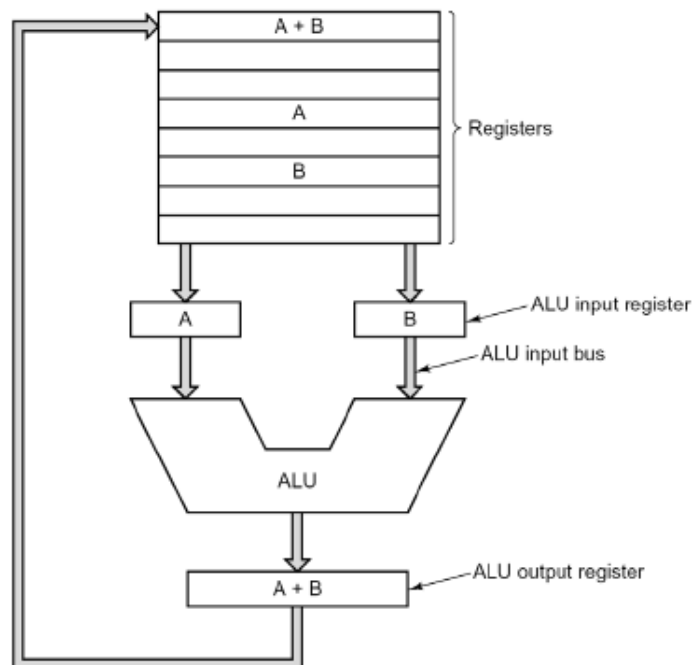 A + B
A
Registers
B
A
B
ALU input register
ALU input bus
ALU
A + B
ALU output register